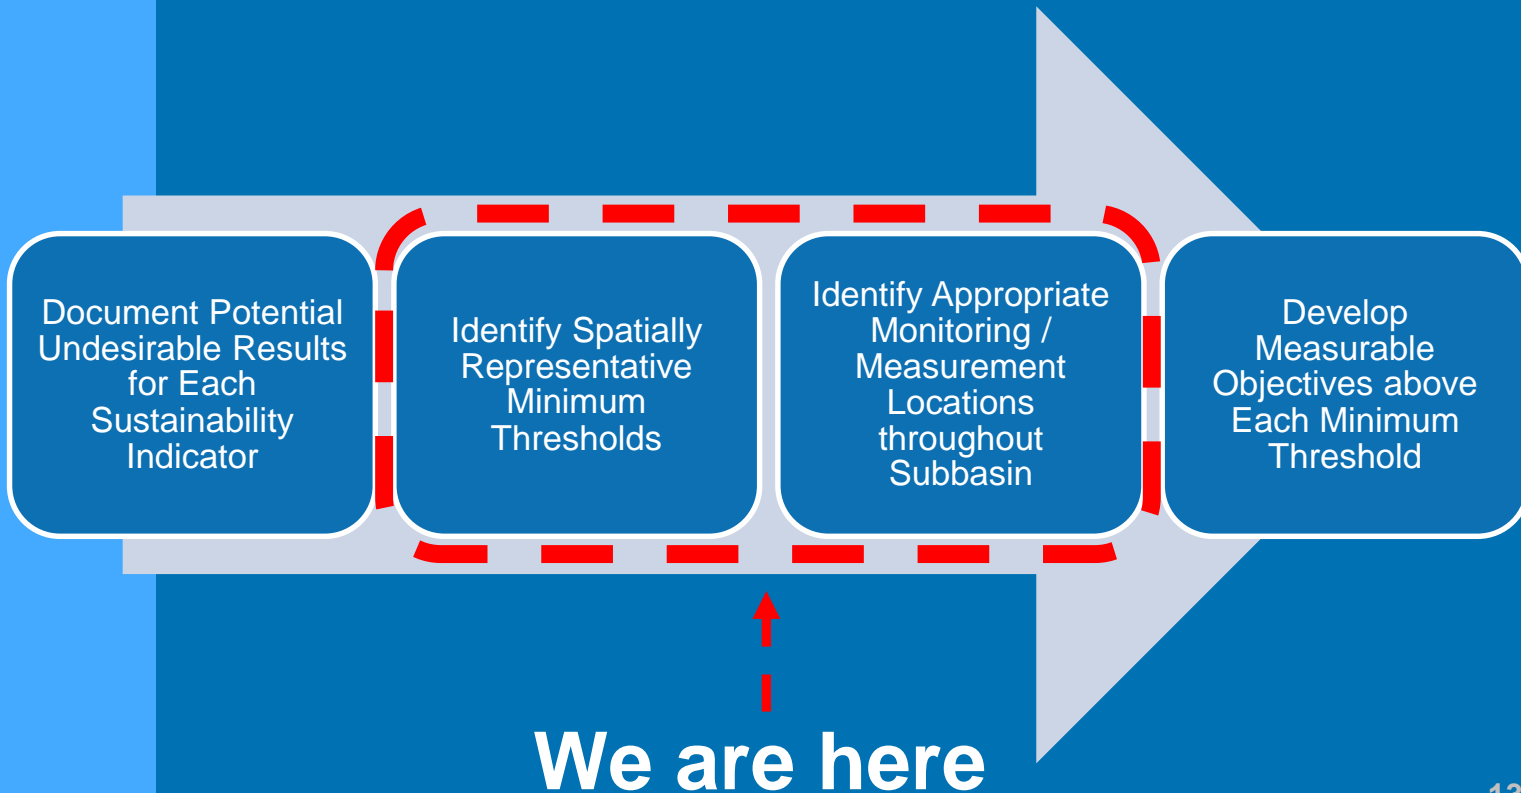 Document Potential
Undesirable Results
for Each
Sustainability
Indicator
Identify Spatially
Representative
Minimum
Thresholds
Identify Appropriate
Monitoring /
Measurement
Locations
throughout
Subbasin
Develop
Measurable
Objectives above
Each Minimum
Threshold
We are here